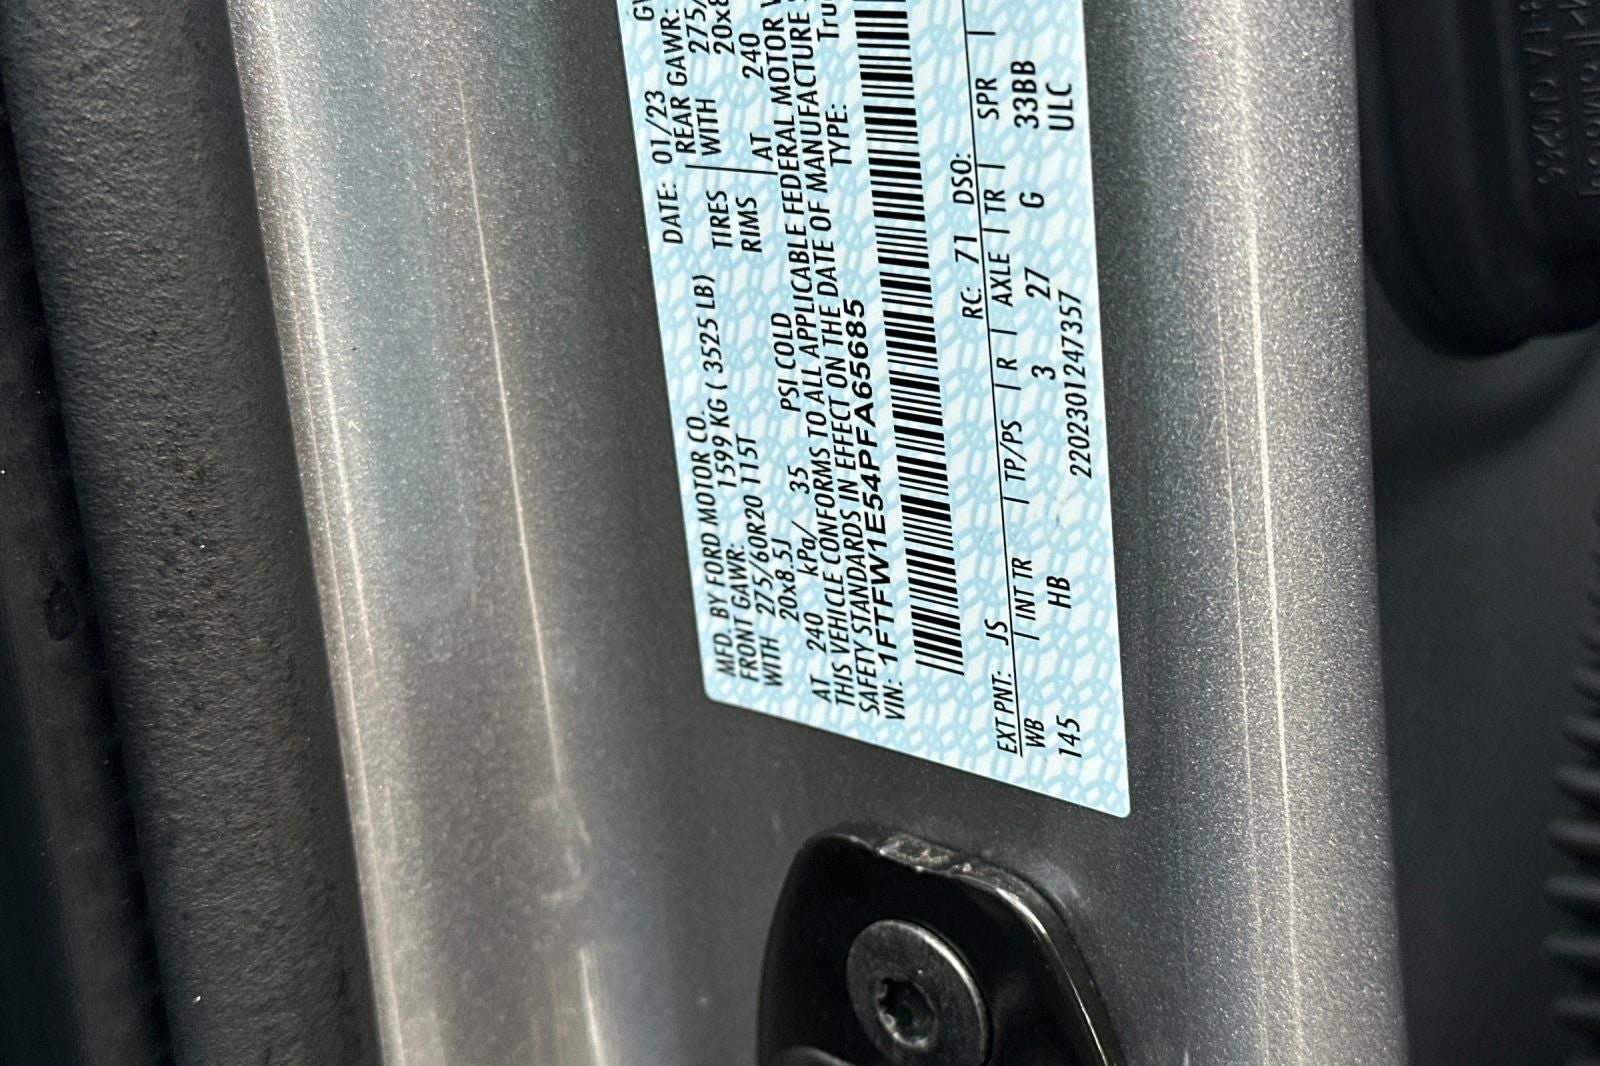 MFD. BY FORD MOTOR CO.
DATE: 01/23
FRONT GAWR: 1599 KG ( 3525 LB)
REAR GAWR:
WITH 275/60R20 115T TIRES WITH
20x8.5J RIMS
AT 240 kPa/ 35 PSI COLD AT 240
THIS VEHICLE CONFORMS TO ALL APPLICABLE FEDERAL MOTOR
SAFETY STANDARDS IN EFFECT ON THE DATE OF MANUFACTURE
VIN: 1FTFW1E54PFA65685 TYPE:
EXT PNT: JS RC: 71 DSO:
WB INT TR TP/PS R AXLE TR SPR
145 HB 3 27 G 33BB
2202301247357 ULC